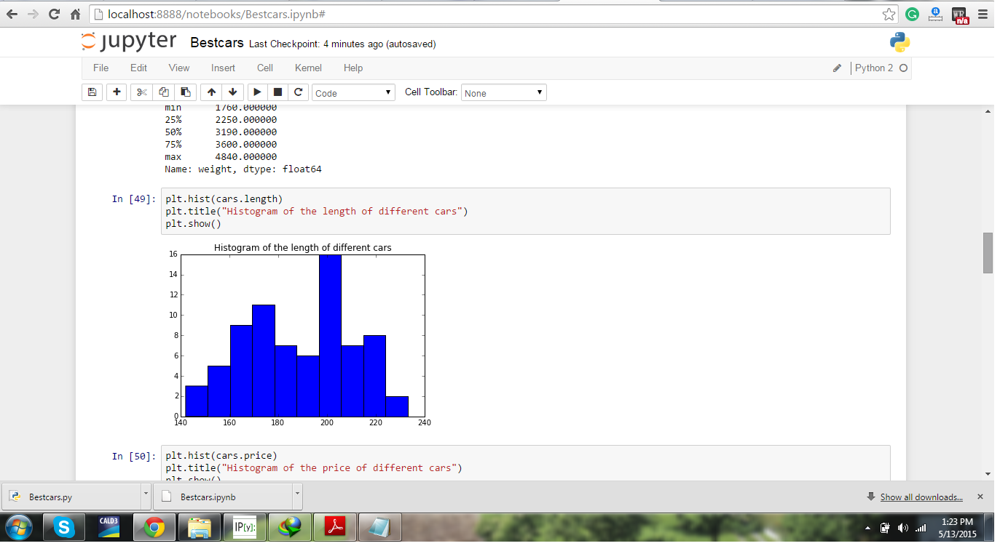 localhost:8888/notebooks/Bestcars.ipynb#
jupyter Bestcars Last Checkpoint: 4 minutes ago (autosaved)
File Edit View Insert Cell Kernel Help Python 2
Code Cell Toolbar: None
min 1760.000000
25% 2250.000000
50% 3190.000000
75% 3600.000000
max 4840.000000
Name: weight, dtype: float64
In [49]: plt.hist(cars.length)
plt.title("Histogram of the length of different cars")
plt.show()
Histogram of the length of different cars
16
14
12
10
8
6
4
2
0
140 160 180 200 220 240
In [50]: plt.hist(cars.price)
plt.title("Histogram of the price of different cars")
plt.show()
Bestcars.py Bestcars.ipynb Show all downloads...
CALD3 IP[y]: 1:23 PM
5/13/2015